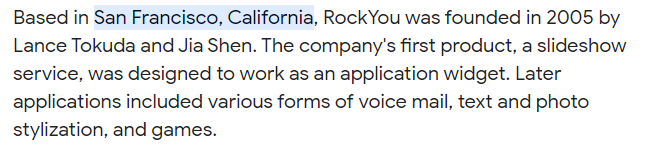 Based in San Francisco, California, RockYou was founded in 2005 by
Lance Tokuda and Jia Shen. The company's first product, a slideshow
service, was designed to work as an application widget. Later
applications included various forms of voice mail, text and photo
stylization, and games.